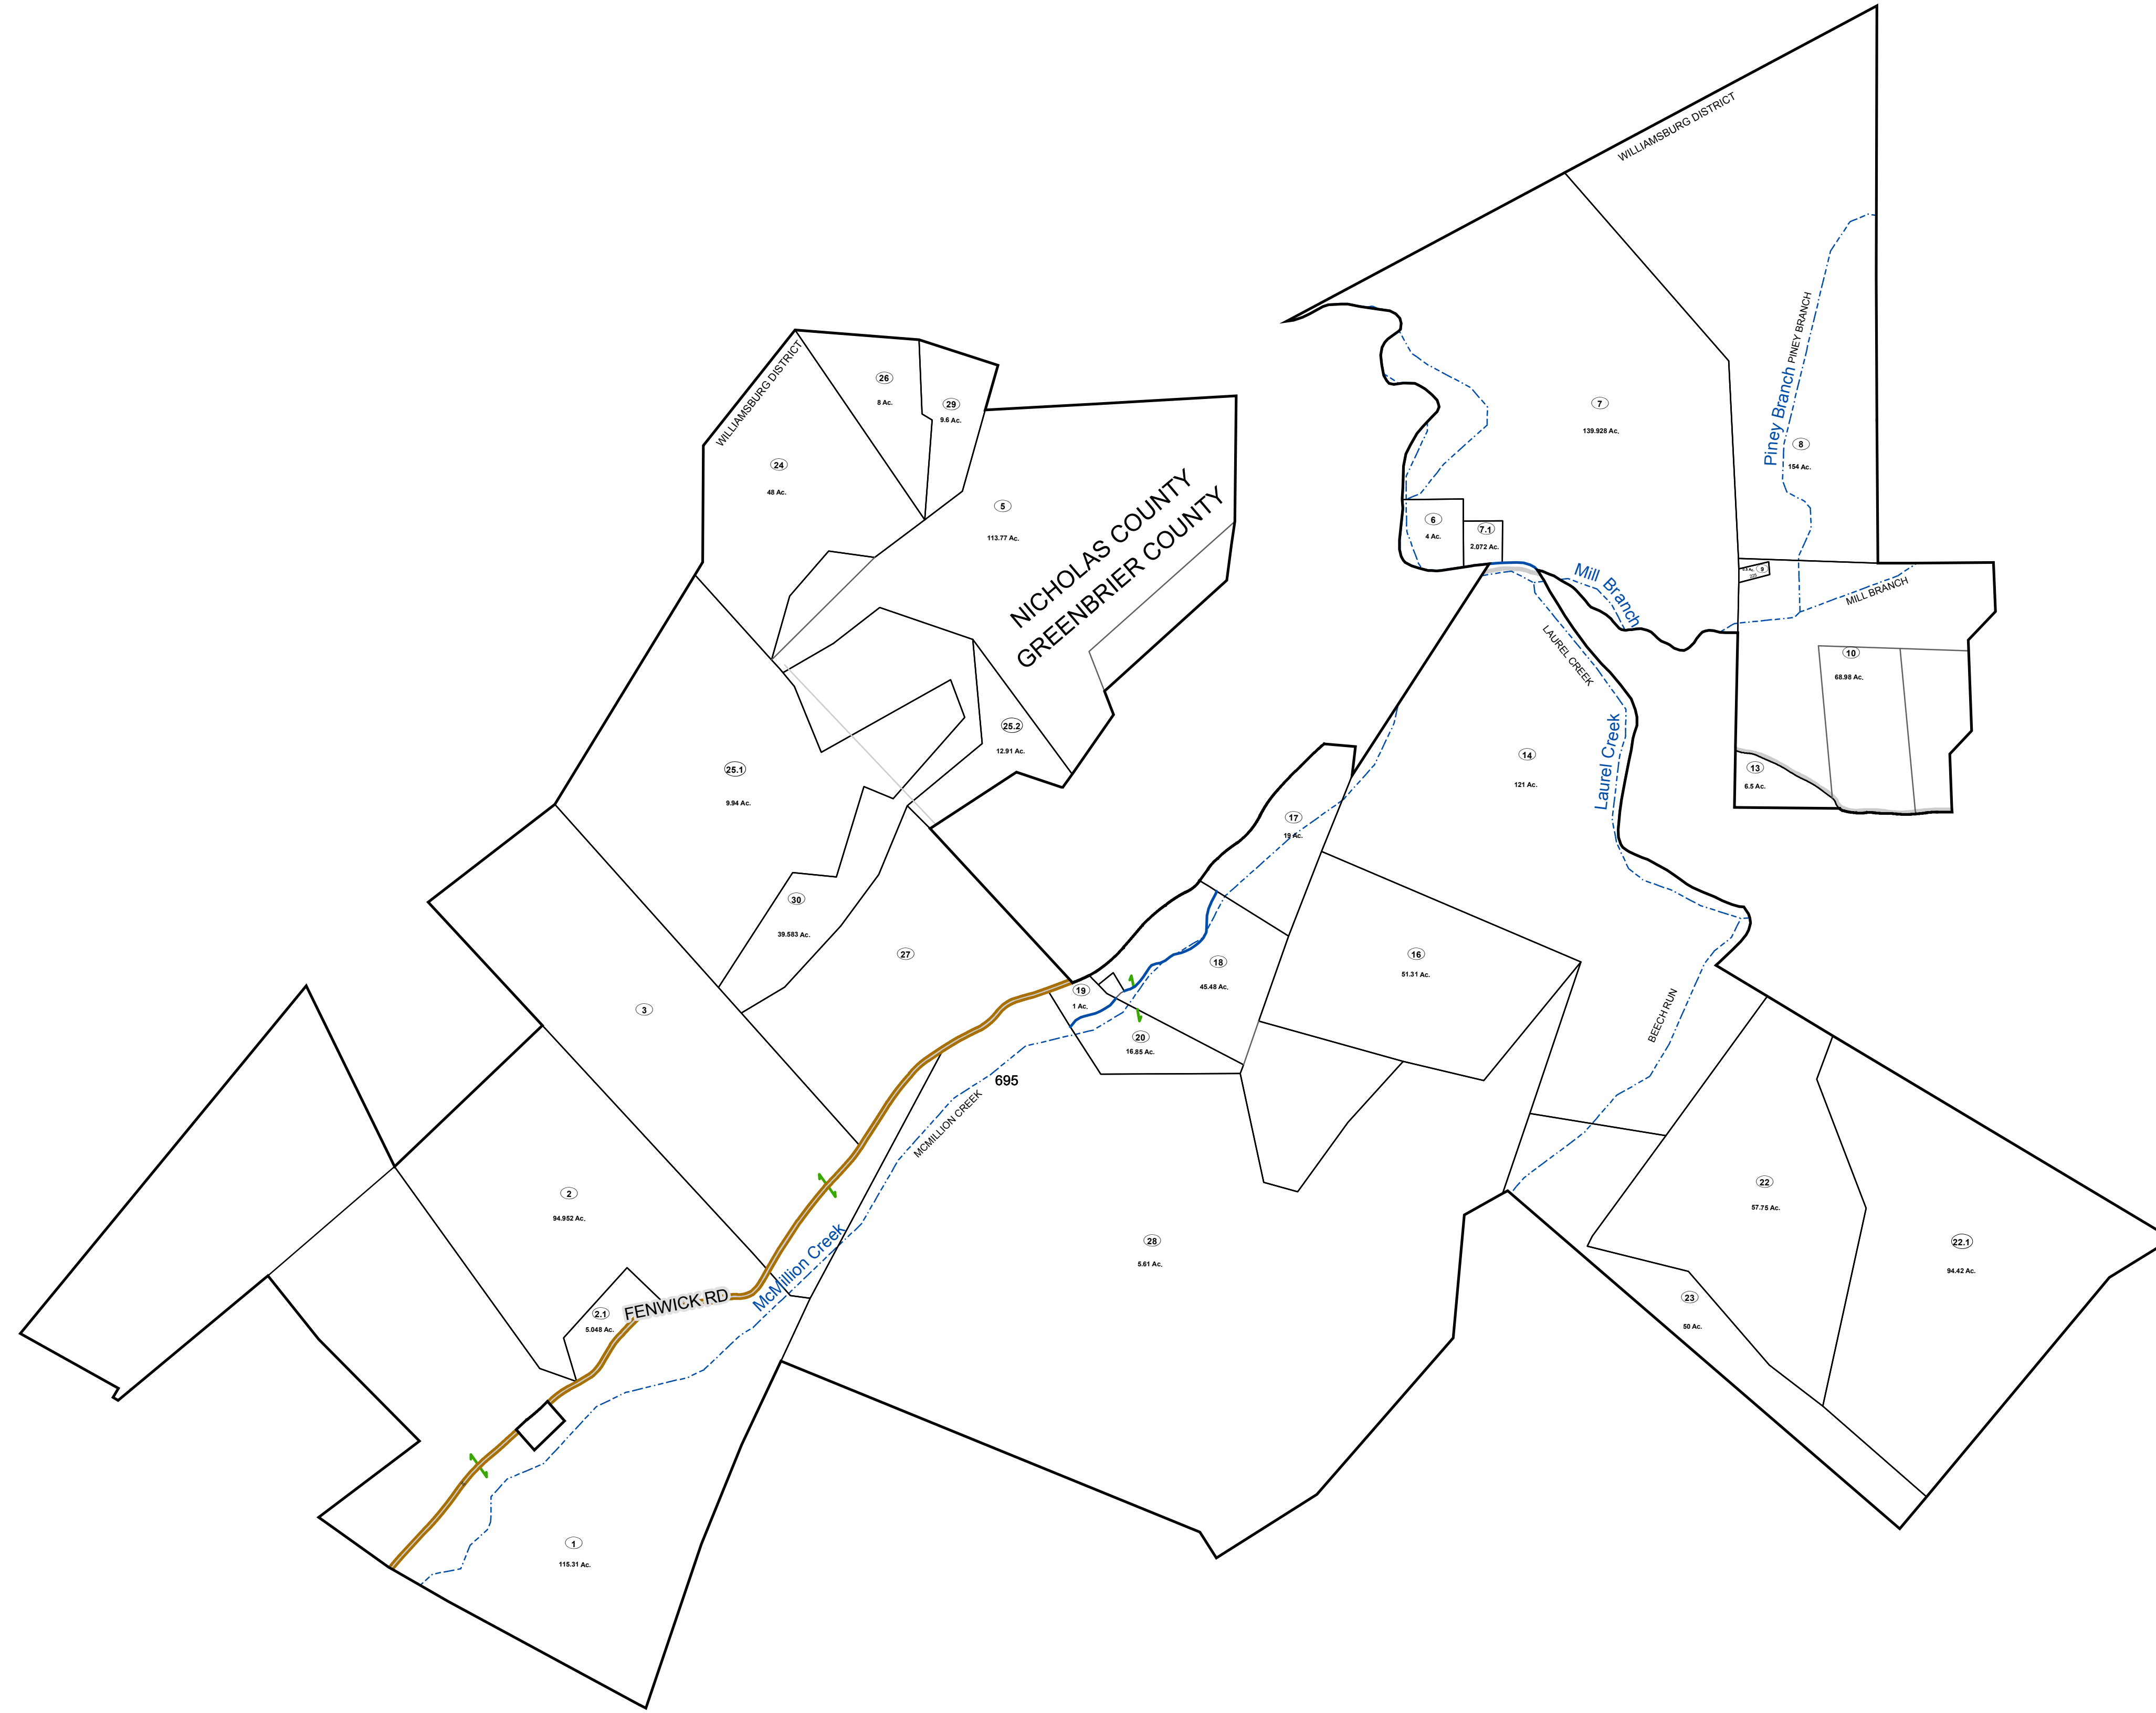 WILLIAMSBURG DISTRICT
WILLIAMSBURG DISTRICT
26
8 Ac.
29
9.6 Ac.
24
48 Ac.
5
113.77 Ac.
NICHOLAS COUNTY
GREENBRIER COUNTY
7
139.928 Ac.
Piney Branch
PINEY BRANCH
8
154 Ac.
6
4 Ac.
7.1
2.072 Ac.
9
Mill Branch
MILL BRANCH
LAUREL CREEK
10
68.98 Ac.
25.2
12.91 Ac.
25.1
9.94 Ac.
14
121 Ac.
Laurel Creek
13
6.5 Ac.
17
19 Ac.
30
39.583 Ac.
27
16
51.31 Ac.
18
45.48 Ac.
19
1 Ac.
3
20
16.85 Ac.
BEECH RUN
695
MCMILLION CREEK
2
94.952 Ac.
22
57.75 Ac.
28
5.61 Ac.
22.1
94.42 Ac.
McMillion Creek
FENWICK RD
2.1
5.048 Ac.
23
50 Ac.
1
115.31 Ac.